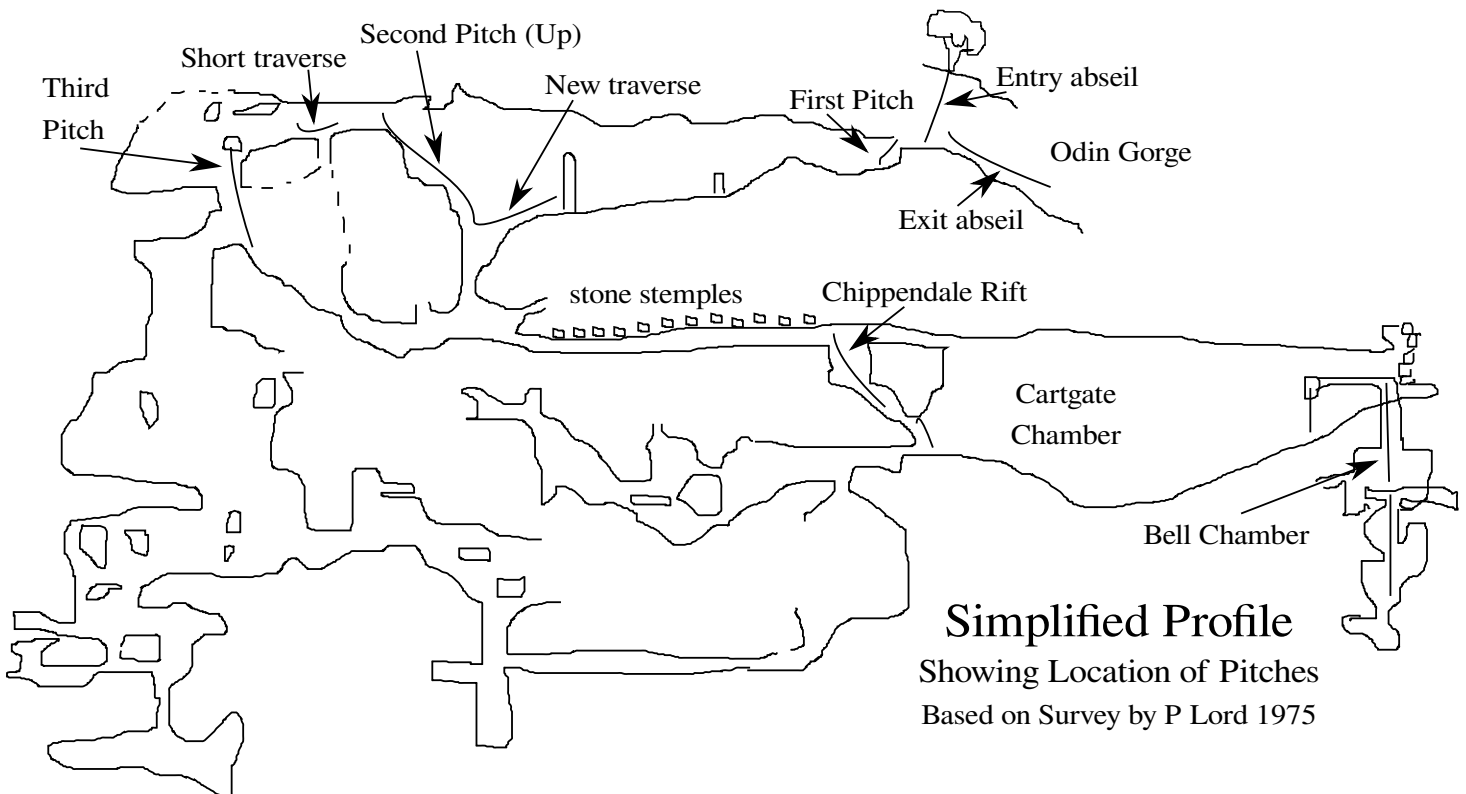 Second Pitch (Up)
Short traverse
New traverse
Third
Pitch
First Pitch
Entry abseil
Odin Gorge
Exit abseil
stone stemples
Chippendale Rift
Cartgate
Chamber
Bell Chamber
Simplified Profile
Showing Location of Pitches
Based on Survey by P Lord 1975